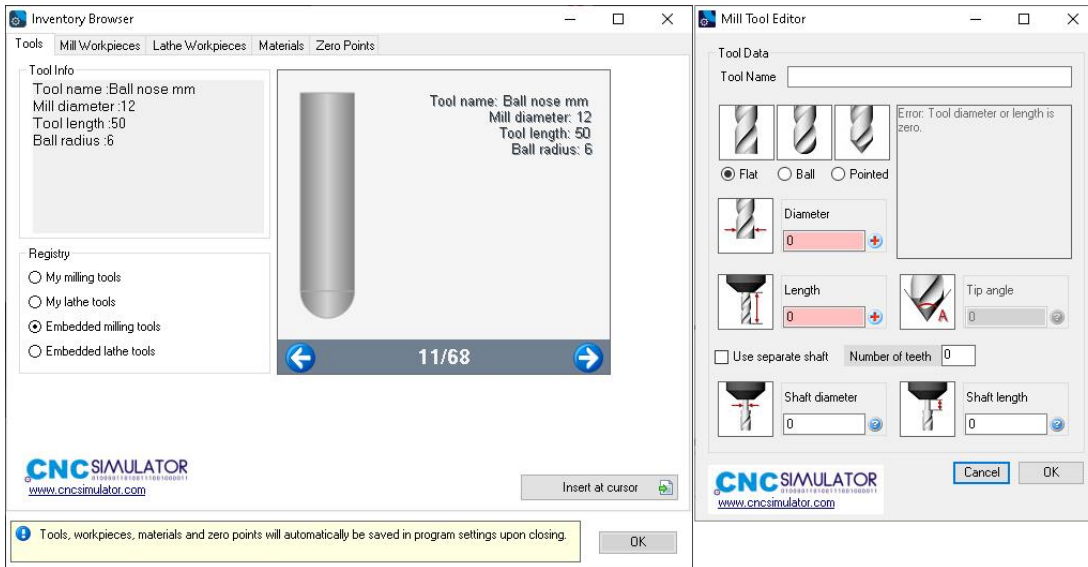 Inventory Browser
Tools Mill Workpieces Lathe Workpieces Materials Zero Points
Tool Info
Tool name :Ball nose mm
Mill diameter :12
Tool length :50
Ball radius :6
Tool name: Ball nose mm
Mill diameter: 12
Tool length: 50
Ball radius: 6
11/68
Registry
My milling tools
My lathe tools
Embedded milling tools
Embedded lathe tools
CNC SIMULATOR
www.cncsimulator.com
Insert at cursor
Tools, workpieces, materials and zero points will automatically be saved in program settings upon closing.
OK
Mill Tool Editor
Tool Data
Tool Name
Error: Tool diameter or length is
zero.
Flat Ball Pointed
Diameter
0
Length
0
Tip angle
0
A
Use separate shaft Number of teeth 0
Shaft diameter
0
Shaft length
0
CNC SIMULATOR
www.cncsimulator.com
Cancel OK